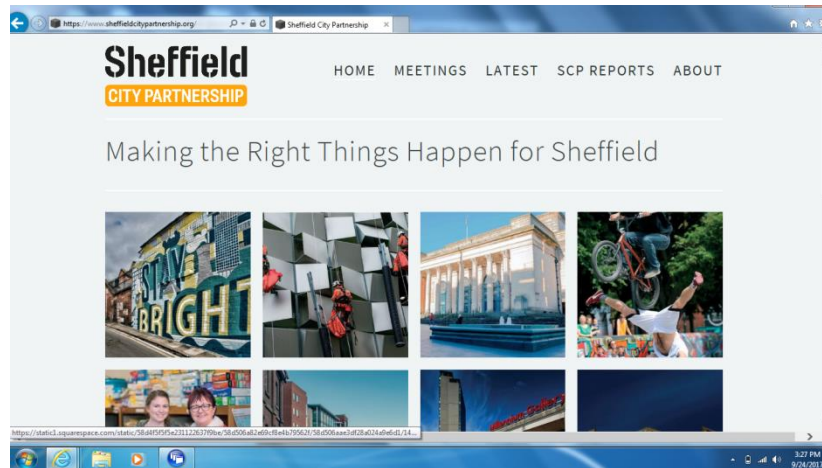 https://www.sheffieldcitypartnership.org/
Sheffield City Partnership
Sheffield
CITY PARTNERSHIP
HOME MEETINGS LATEST SCP REPORTS ABOUT
Making the Right Things Happen for Sheffield
STAY
BRIGHT
3:27 PM